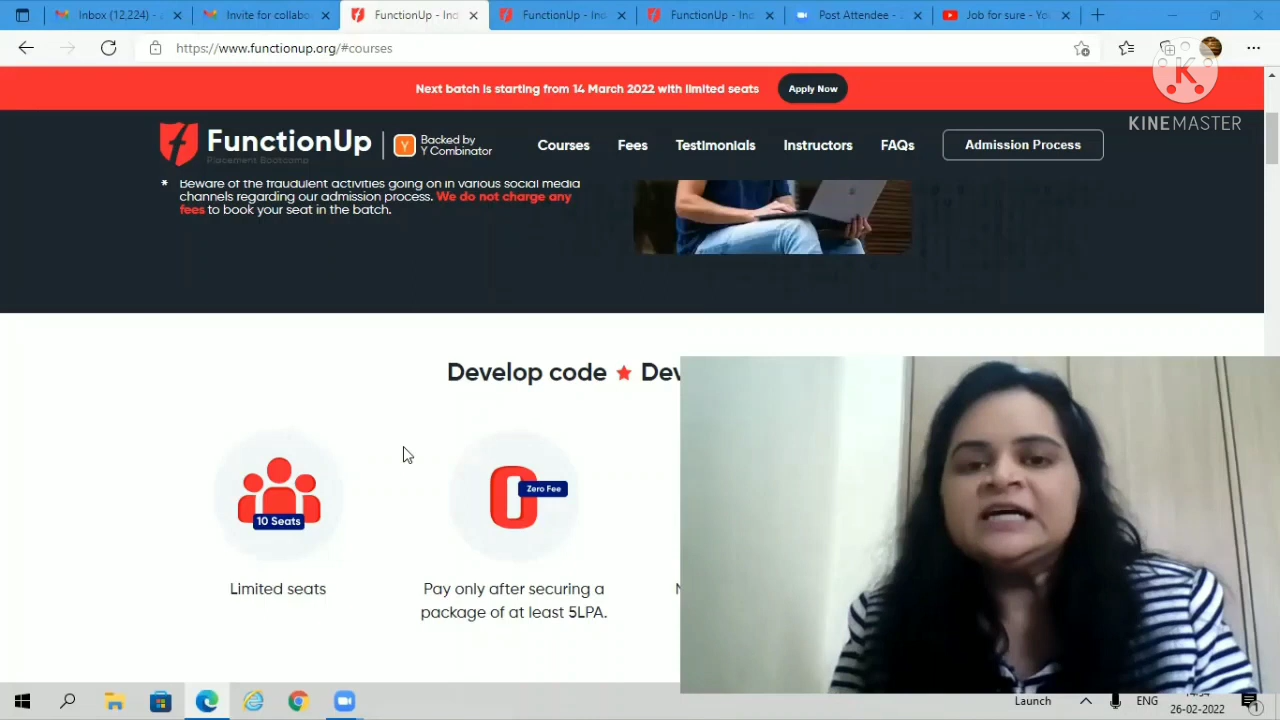 Inbox (12,224) -
Invite for collabo
FunctionUp - Ind
FunctionUp - Ind
FunctionUp - Ind
Post Attendee -
Job for sure - Yo
https://www.functionup.org/#courses
K
KINEMASTER
Next batch is starting from 14 March 2022 with limited seats
Apply Now
FunctionUp
Placement Bootcamp
Y
Backed by
Y Combinator
Courses
Fees
Testimonials
Instructors
FAQs
Admission Process
* Beware of the fraudulent activities going on in various social media
channels regarding our admission process. We do not charge any
fees to book your seat in the batch.
Develop code ★ Dev
10 Seats
Zero Fee
Limited seats
Pay only after securing a
package of at least 5LPA.
Launch
ENG
26-02-2022